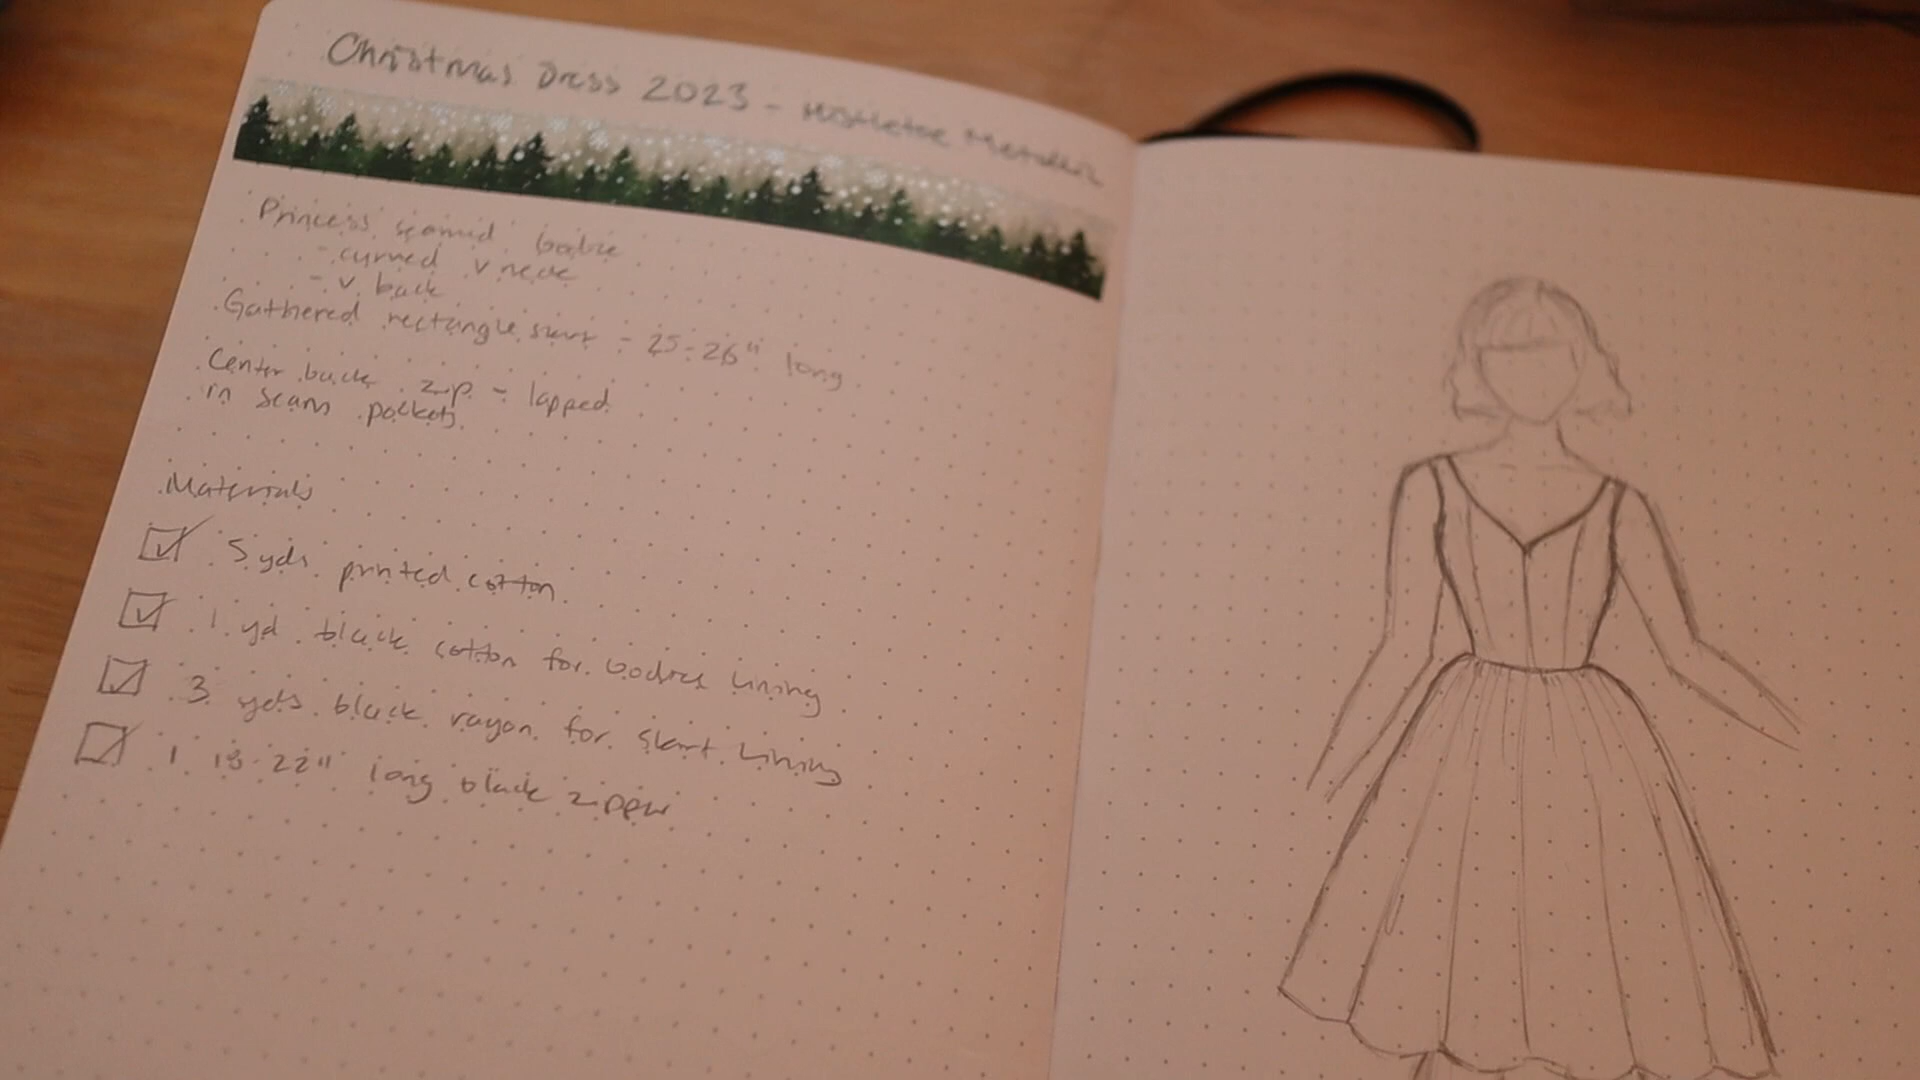 Christmas Dress 2023 - Mistletoe Metallic
Princess seamed bodice
- curved v neck
- v back
Gathered rectangle skirt - 25-26" long
Center back zip - lapped
in seam pockets
Materials
5 yds printed cotton
1 yd black cotton for bodice lining
3 yds black rayon for skirt lining
1 18-22" long black zipper